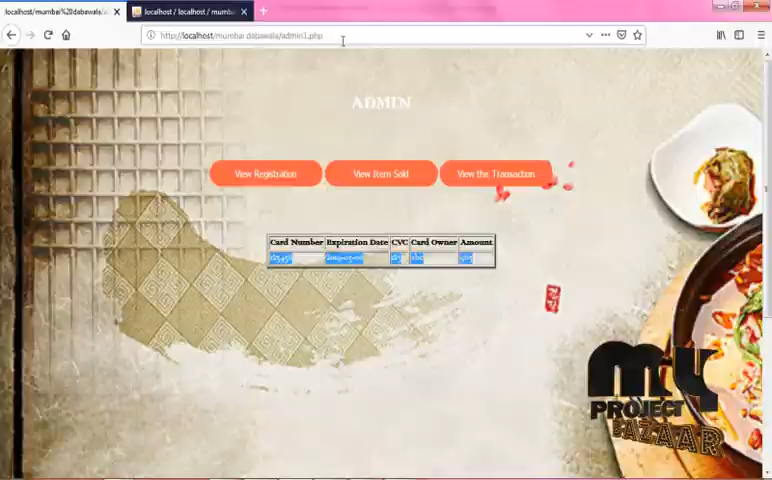 localhost/mumbai%20dabawala/a
localhost / localhost / mumbai
http://localhost/mumbai dabawala/admin1.php
ADMIN
View Registration View Item Sold View the Transaction
Card Number Expiration Date CVC Card Owner Amount
my
PROJECT
BAZAAR